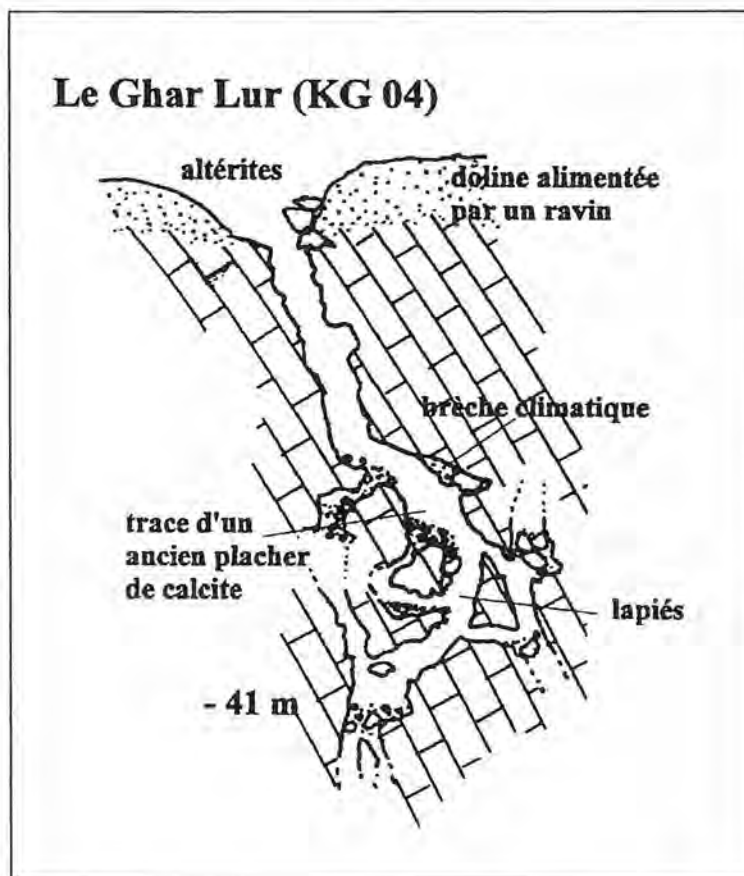 Le Ghar Lur (KG 04)
altérites
doline alimentée
par un ravin
brèche climatique
trace d'un
ancien placher
de calcite
lapiés
- 41 m